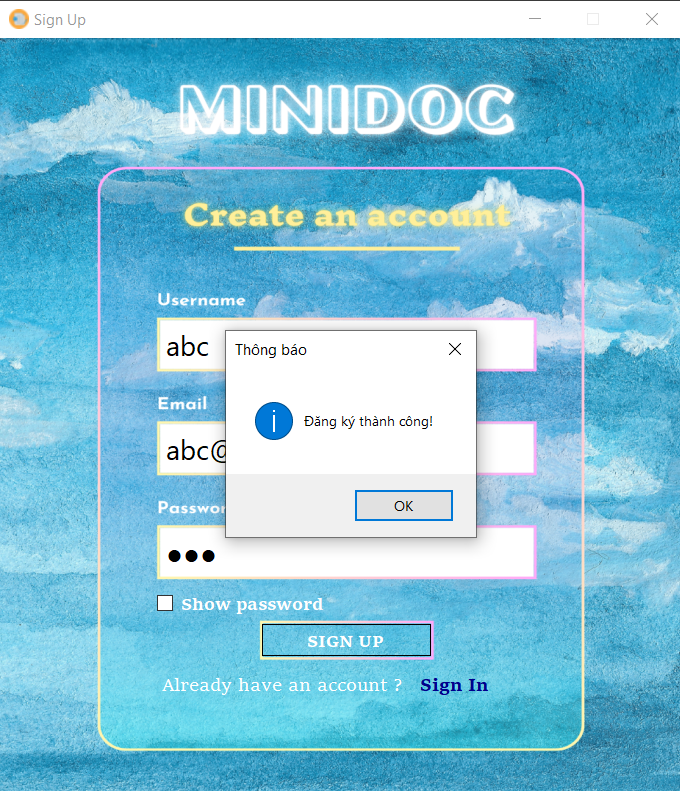 Sign Up
MINIDOC
Create an account
Username
abc
Thông báo
Đăng ký thành công!
OK
Email
abc@
Show password
SIGN UP
Already have an account ? Sign In